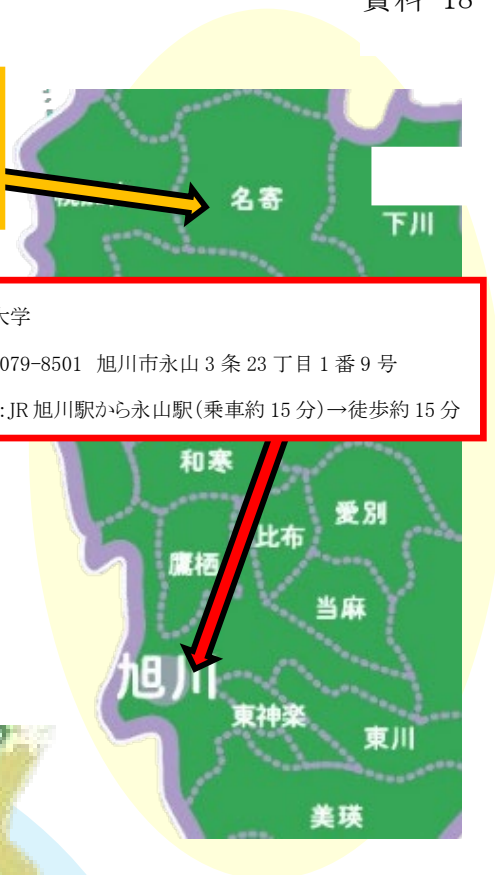 資料 18
名寄
下川
大学
079-8501 旭川市永山 3 条 23 丁目 1 番 9 号
:JR 旭川駅から永山駅(乗車約 15 分)→徒歩約 15 分
和寒
愛別
比布
鷹栖
当麻
旭川
東神楽
東川
美瑛